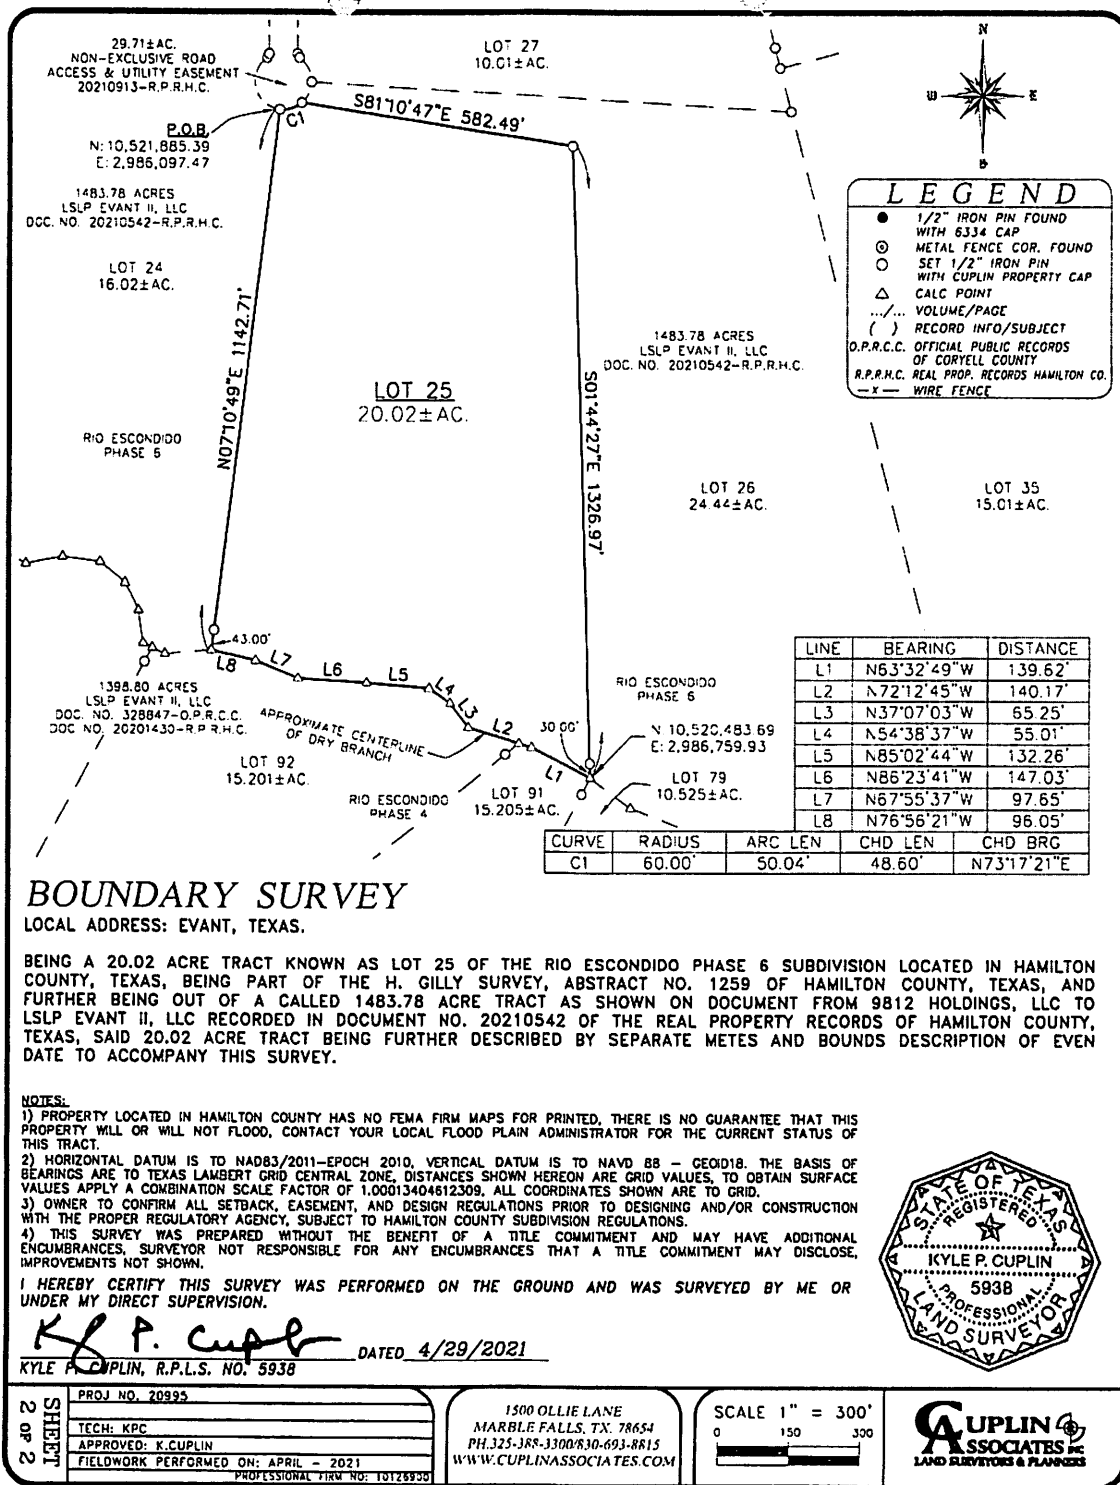 29.71±AC.
NON-EXCLUSIVE ROAD
ACCESS & UTILITY EASEMENT
20210913-R.P.R.H.C.
LOT 27
10.01±AC.
N
W E
S
P.O.B.
N: 10,521,885.39
E: 2,986,097.47
C1
S81°10'47"E 582.49'
1483.78 ACRES
LSLP EVANT II, LLC
DOC. NO. 20210542-R.P.R.H.C.
LOT 24
16.02±AC.
LEGEND
1/2" IRON PIN FOUND
WITH 6334 CAP
METAL FENCE COR. FOUND
SET 1/2" IRON PIN
WITH CUPLIN PROPERTY CAP
CALC POINT
.../... VOLUME/PAGE
( ) RECORD INFO/SUBJECT
O.P.R.C.C. OFFICIAL PUBLIC RECORDS
OF CORYELL COUNTY
R.P.R.H.C. REAL PROP. RECORDS HAMILTON CO.
—X— WIRE FENCE
N07°10'49"E 1142.71'
LOT 25
20.02±AC.
S01°44'27"E 1326.97'
1483.78 ACRES
LSLP EVANT II, LLC
DOC. NO. 20210542-R.P.R.H.C.
RIO ESCONDIDO
PHASE 6
LOT 26
24.44±AC.
LOT 35
15.01±AC.
43.00'
L8
L7
L6
L5
L4
L3
L2
L1
30.00'
1398.80 ACRES
LSLP EVANT II, LLC
DOC. NO. 328847-O.P.R.C.C.
DOC NO. 20201430-R.P.R.H.C.
APPROXIMATE CENTERLINE
OF DRY BRANCH
RIO ESCONDIDO
PHASE 6
N 10,520,483.69
E: 2,986,759.93
LOT 92
15.201±AC.
RIO ESCONDIDO
PHASE 4
LOT 91
15.205±AC.
LOT 79
10.525±AC.
LINE BEARING DISTANCE
L1 N63°32'49"W 139.62'
L2 N72°12'45"W 140.17'
L3 N37°07'03"W 65.25'
L4 N54°38'37"W 55.01'
L5 N85°02'44"W 132.26'
L6 N86°23'41"W 147.03'
L7 N67°55'37"W 97.65'
L8 N76°56'21"W 96.05'
CURVE RADIUS ARC LEN CHD LEN CHD BRG
C1 60.00' 50.04' 48.60' N73°17'21"E
BOUNDARY SURVEY
LOCAL ADDRESS: EVANT, TEXAS.
BEING A 20.02 ACRE TRACT KNOWN AS LOT 25 OF THE RIO ESCONDIDO PHASE 6 SUBDIVISION LOCATED IN HAMILTON
COUNTY, TEXAS, BEING PART OF THE H. GILLY SURVEY, ABSTRACT NO. 1259 OF HAMILTON COUNTY, TEXAS, AND
FURTHER BEING OUT OF A CALLED 1483.78 ACRE TRACT AS SHOWN ON DOCUMENT FROM 9812 HOLDINGS, LLC TO
LSLP EVANT II, LLC RECORDED IN DOCUMENT NO. 20210542 OF THE REAL PROPERTY RECORDS OF HAMILTON COUNTY,
TEXAS, SAID 20.02 ACRE TRACT BEING FURTHER DESCRIBED BY SEPARATE METES AND BOUNDS DESCRIPTION OF EVEN
DATE TO ACCOMPANY THIS SURVEY.
NOTES:
1) PROPERTY LOCATED IN HAMILTON COUNTY HAS NO FEMA FIRM MAPS FOR PRINTED, THERE IS NO GUARANTEE THAT THIS
PROPERTY WILL OR WILL NOT FLOOD, CONTACT YOUR LOCAL FLOOD PLAIN ADMINISTRATOR FOR THE CURRENT STATUS OF
THIS TRACT.
2) HORIZONTAL DATUM IS TO NAD83/2011-EPOCH 2010, VERTICAL DATUM IS TO NAVD 88 - GEOID18. THE BASIS OF
BEARINGS ARE TO TEXAS LAMBERT GRID CENTRAL ZONE, DISTANCES SHOWN HEREON ARE GRID VALUES, TO OBTAIN SURFACE
VALUES APPLY A COMBINATION SCALE FACTOR OF 1.00013404612309, ALL COORDINATES SHOWN ARE TO GRID.
3) OWNER TO CONFIRM ALL SETBACK, EASEMENT, AND DESIGN REGULATIONS PRIOR TO DESIGNING AND/OR CONSTRUCTION
WITH THE PROPER REGULATORY AGENCY, SUBJECT TO HAMILTON COUNTY SUBDIVISION REGULATIONS.
4) THIS SURVEY WAS PREPARED WITHOUT THE BENEFIT OF A TITLE COMMITMENT AND MAY HAVE ADDITIONAL
ENCUMBRANCES, SURVEYOR NOT RESPONSIBLE FOR ANY ENCUMBRANCES THAT A TITLE COMMITMENT MAY DISCLOSE,
IMPROVEMENTS NOT SHOWN.
I HEREBY CERTIFY THIS SURVEY WAS PERFORMED ON THE GROUND AND WAS SURVEYED BY ME OR
UNDER MY DIRECT SUPERVISION.
DATED 4/29/2021
KYLE P. CUPLIN, R.P.L.S. NO. 5938
STATE OF TEXAS
REGISTERED
KYLE P. CUPLIN
5938
PROFESSIONAL
LAND SURVEYOR
SHEET
2 OF 2
PROJ NO. 20995
TECH: KPC
APPROVED: K.CUPLIN
FIELDWORK PERFORMED ON: APRIL - 2021
PROFESSIONAL FIRM NO: 10126900
1500 OLLIE LANE
MARBLE FALLS, TX. 78654
PH.325-388-3300/830-693-8815
WWW.CUPLINASSOCIATES.COM
SCALE 1" = 300'
0 150 300
CUPLIN
ASSOCIATES INC
LAND SURVEYORS & PLANNERS